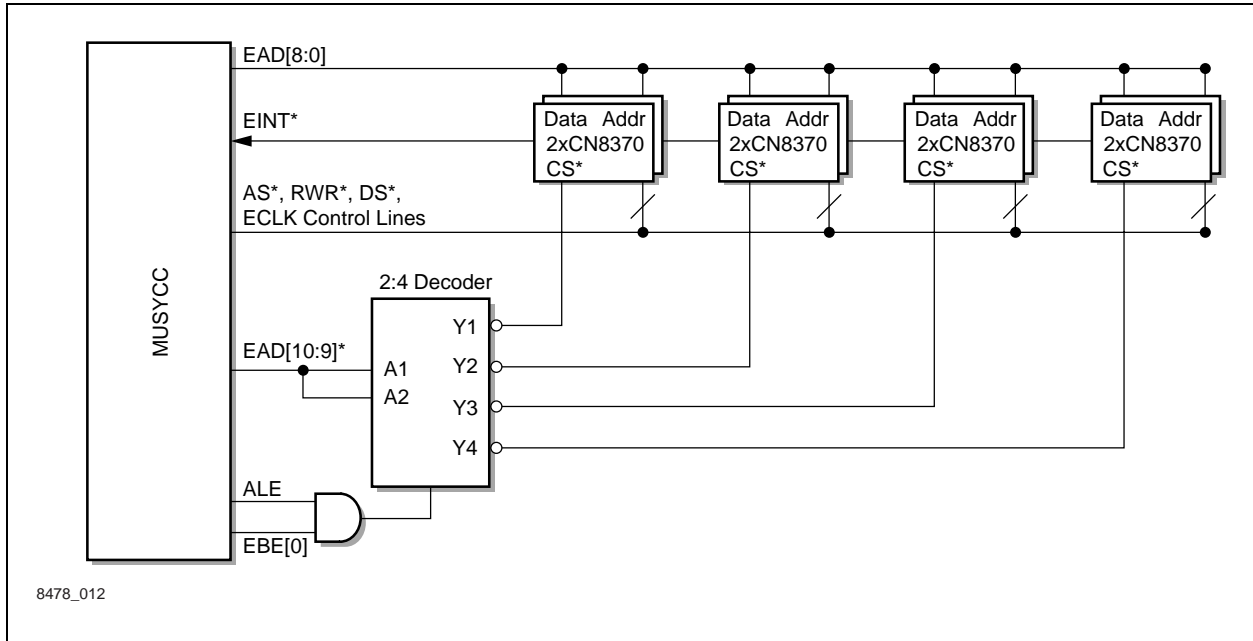 EAD[8:0]
EINT*
AS*, RWR*, DS*,
ECLK Control Lines
MUSYCC
Data Addr
2xCN8370
CS*
Data Addr
2xCN8370
CS*
Data Addr
2xCN8370
CS*
Data Addr
2xCN8370
CS*
2:4 Decoder
EAD[10:9]*
A1
A2
Y1
Y2
Y3
Y4
ALE
EBE[0]
8478_012